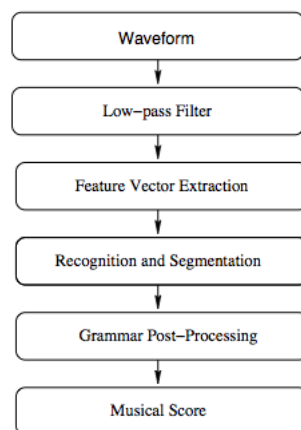 Waveform
Low-pass Filter
Feature Vector Extraction
Recognition and Segmentation
Grammar Post-Processing
Musical Score